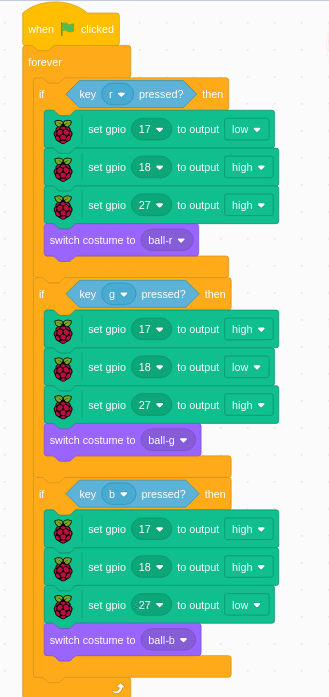 when clicked
forever
if key r pressed? then
set gpio 17 to output low
set gpio 18 to output high
set gpio 27 to output high
switch costume to ball-r
if key g pressed? then
set gpio 17 to output high
set gpio 18 to output low
set gpio 27 to output high
switch costume to ball-g
if key b pressed? then
set gpio 17 to output high
set gpio 18 to output high
set gpio 27 to output low
switch costume to ball-b